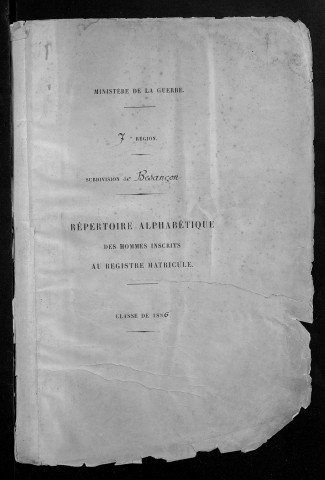 MINISTÈRE DE LA GUERRE.
7e RÉGION.
SUBDIVISION de Besançon
RÉPERTOIRE ALPHABÉTIQUE
DES HOMMES INSCRITS
AU REGISTRE MATRICULE.
CLASSE DE 1886